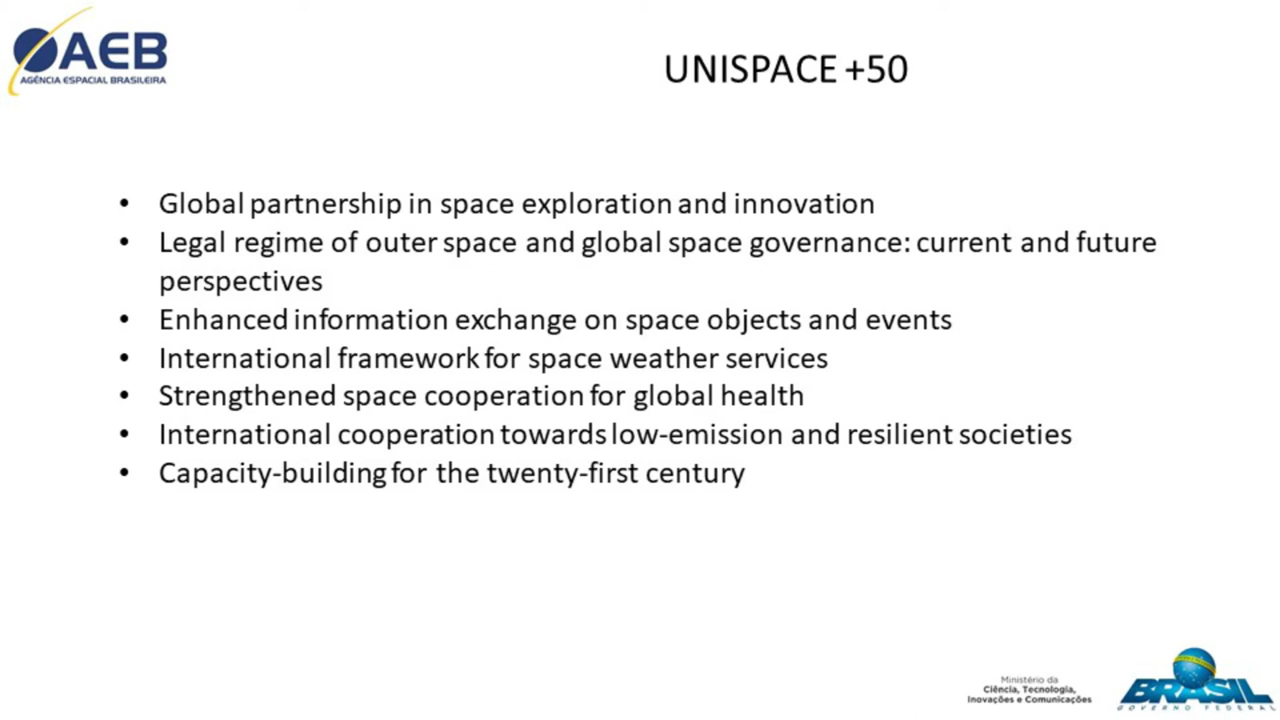 AEB
AGÊNCIA ESPACIAL BRASILEIRA
UNISPACE +50
• Global partnership in space exploration and innovation
• Legal regime of outer space and global space governance: current and future
perspectives
• Enhanced information exchange on space objects and events
• International framework for space weather services
• Strengthened space cooperation for global health
• International cooperation towards low-emission and resilient societies
• Capacity-building for the twenty-first century
Ministério da
Ciência, Tecnologia,
Inovações e Comunicações
BRASIL
GOVERNO FEDERAL